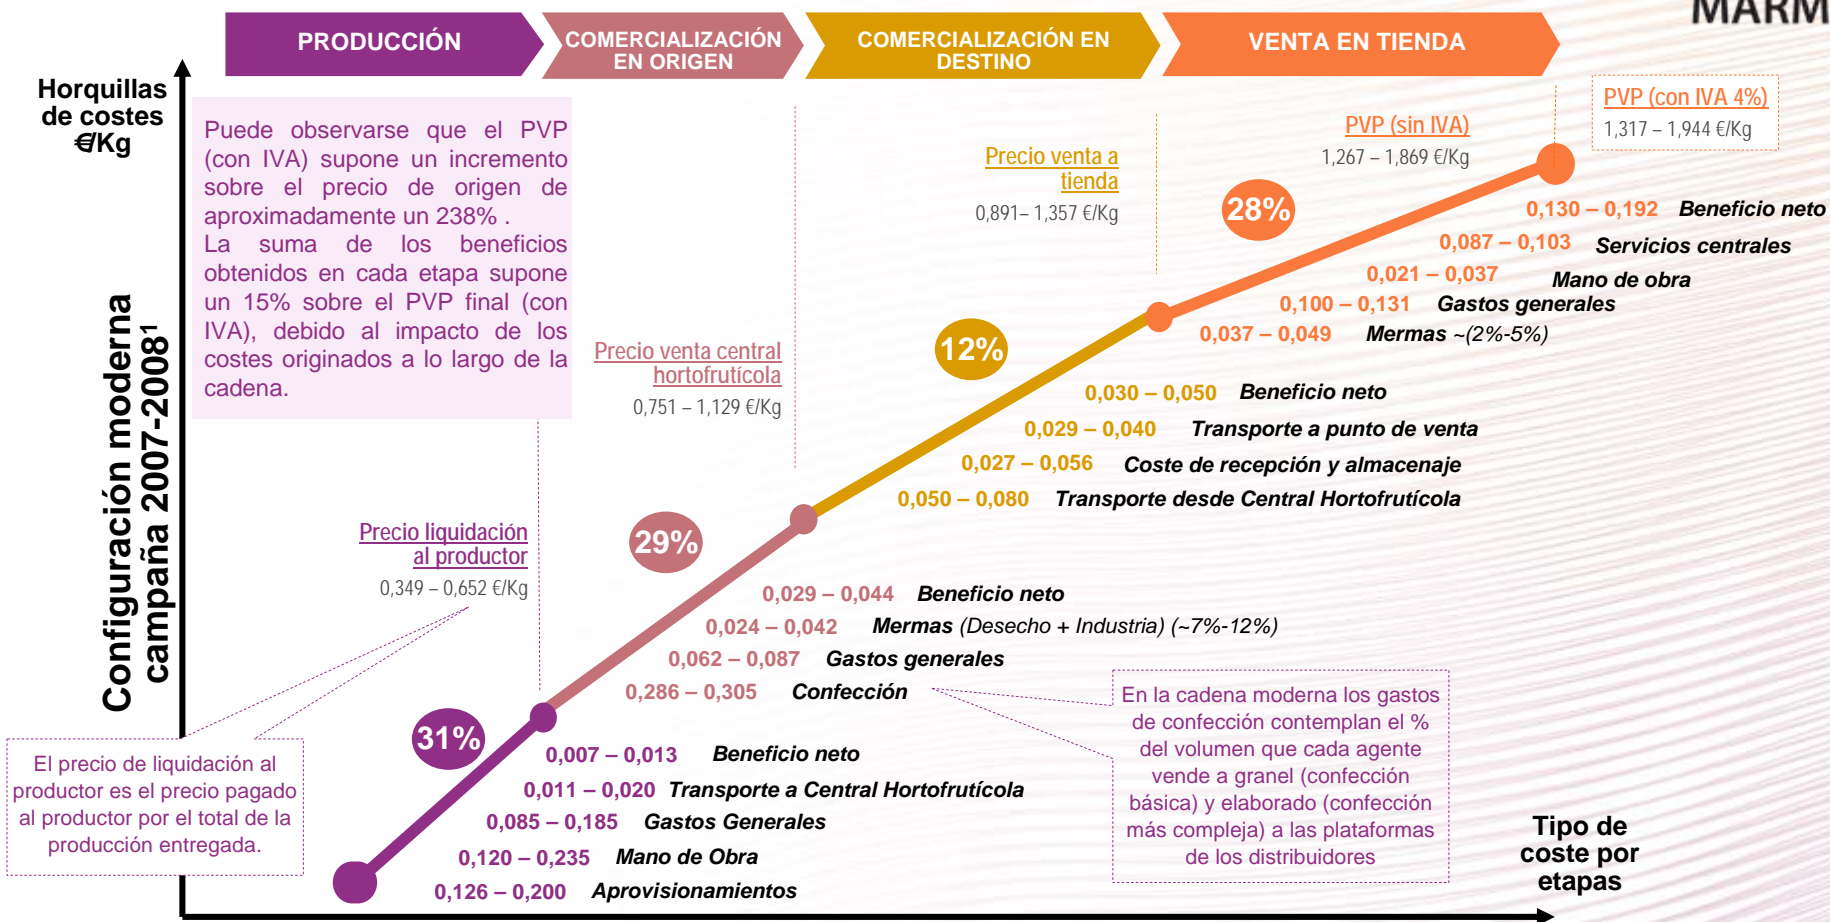 MARM
PRODUCCIÓN
COMERCIALIZACIÓN
EN ORIGEN
COMERCIALIZACIÓN EN
DESTINO
VENTA EN TIENDA
Horquillas
de costes
€/Kg
Configuración moderna
campaña 2007-2008¹
Puede observarse que el PVP
(con IVA) supone un incremento
sobre el precio de origen de
aproximadamente un 238% .
La suma de los beneficios
obtenidos en cada etapa supone
un 15% sobre el PVP final (con
IVA), debido al impacto de los
costes originados a lo largo de la
cadena.
PVP (con IVA 4%)
1,317 – 1,944 €/Kg
PVP (sin IVA)
1,267 – 1,869 €/Kg
Precio venta a
tienda
0,891– 1,357 €/Kg
28%
0,130 – 0,192 Beneficio neto
0,087 – 0,103 Servicios centrales
0,021 – 0,037 Mano de obra
0,100 – 0,131 Gastos generales
0,037 – 0,049 Mermas ~(2%-5%)
Precio venta central
hortofrutícola
0,751 – 1,129 €/Kg
12%
0,030 – 0,050 Beneficio neto
0,029 – 0,040 Transporte a punto de venta
0,027 – 0,056 Coste de recepción y almacenaje
0,050 – 0,080 Transporte desde Central Hortofrutícola
Precio liquidación
al productor
0,349 – 0,652 €/Kg
29%
0,029 – 0,044 Beneficio neto
0,024 – 0,042 Mermas (Desecho + Industria) (~7%-12%)
0,062 – 0,087 Gastos generales
0,286 – 0,305 Confección
En la cadena moderna los gastos
de confección contemplan el %
del volumen que cada agente
vende a granel (confección
básica) y elaborado (confección
más compleja) a las plataformas
de los distribuidores
31%
0,007 – 0,013 Beneficio neto
0,011 – 0,020 Transporte a Central Hortofrutícola
0,085 – 0,185 Gastos Generales
0,120 – 0,235 Mano de Obra
0,126 – 0,200 Aprovisionamientos
El precio de liquidación al
productor es el precio pagado
al productor por el total de la
producción entregada.
Tipo de
coste por
etapas